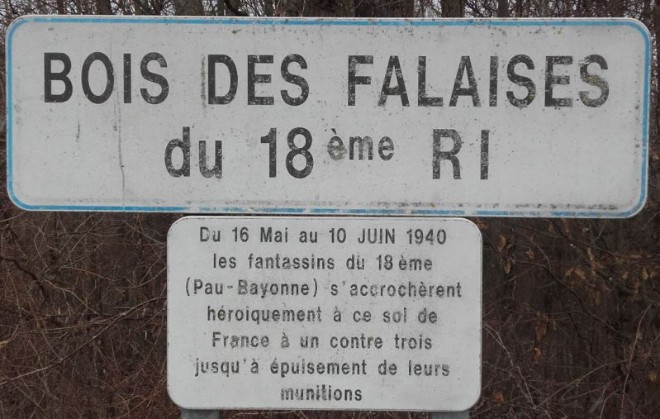 BOIS DES FALAISES
du 18ème RI
Du 16 Mai au 10 JUIN 1940
les fantassins du 18ème
(Pau-Bayonne) s'accrochèrent
héroiquement à ce sol de
France à un contre trois
jusqu'à épuisement de leurs
munitions